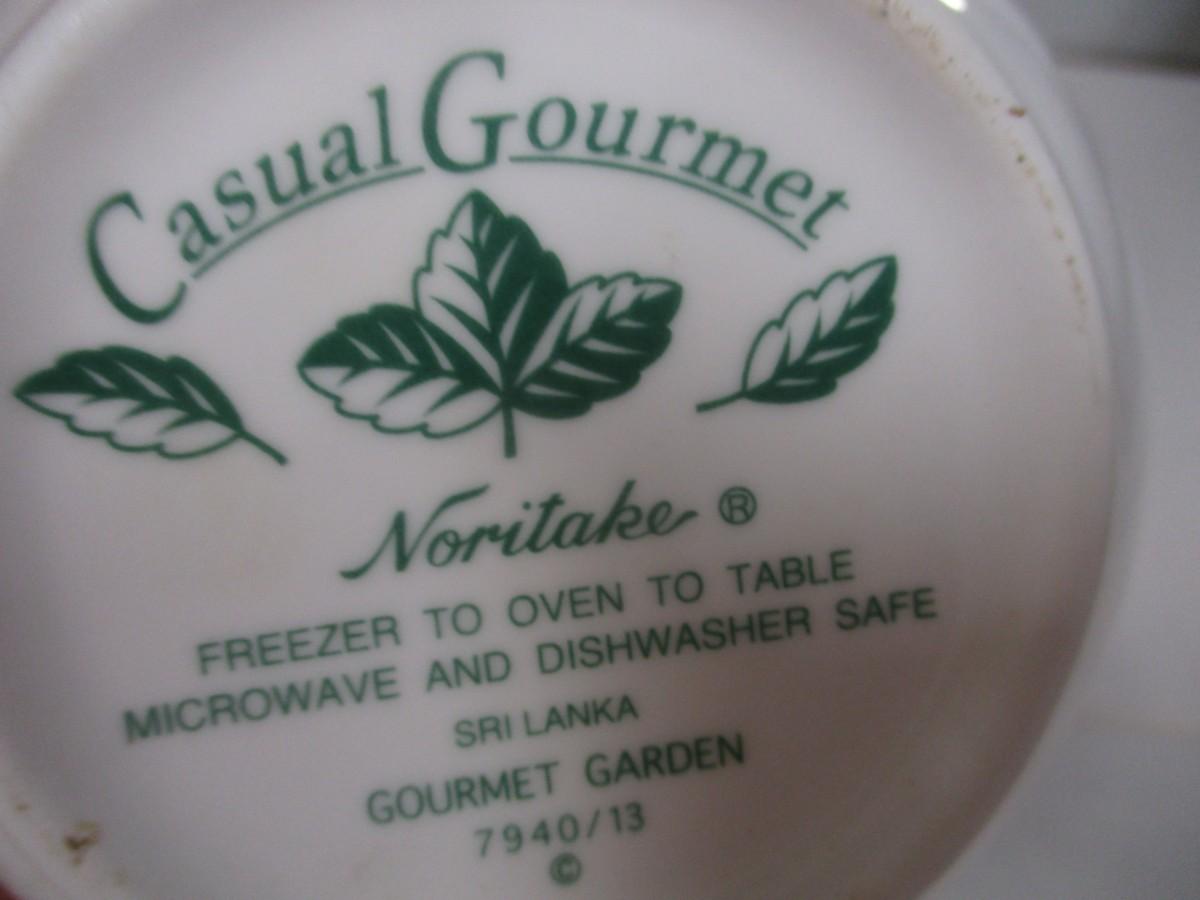 Casual Gourmet
Noritake ®
FREEZER TO OVEN TO TABLE
MICROWAVE AND DISHWASHER SAFE
SRI LANKA
GOURMET GARDEN
7940/13
©